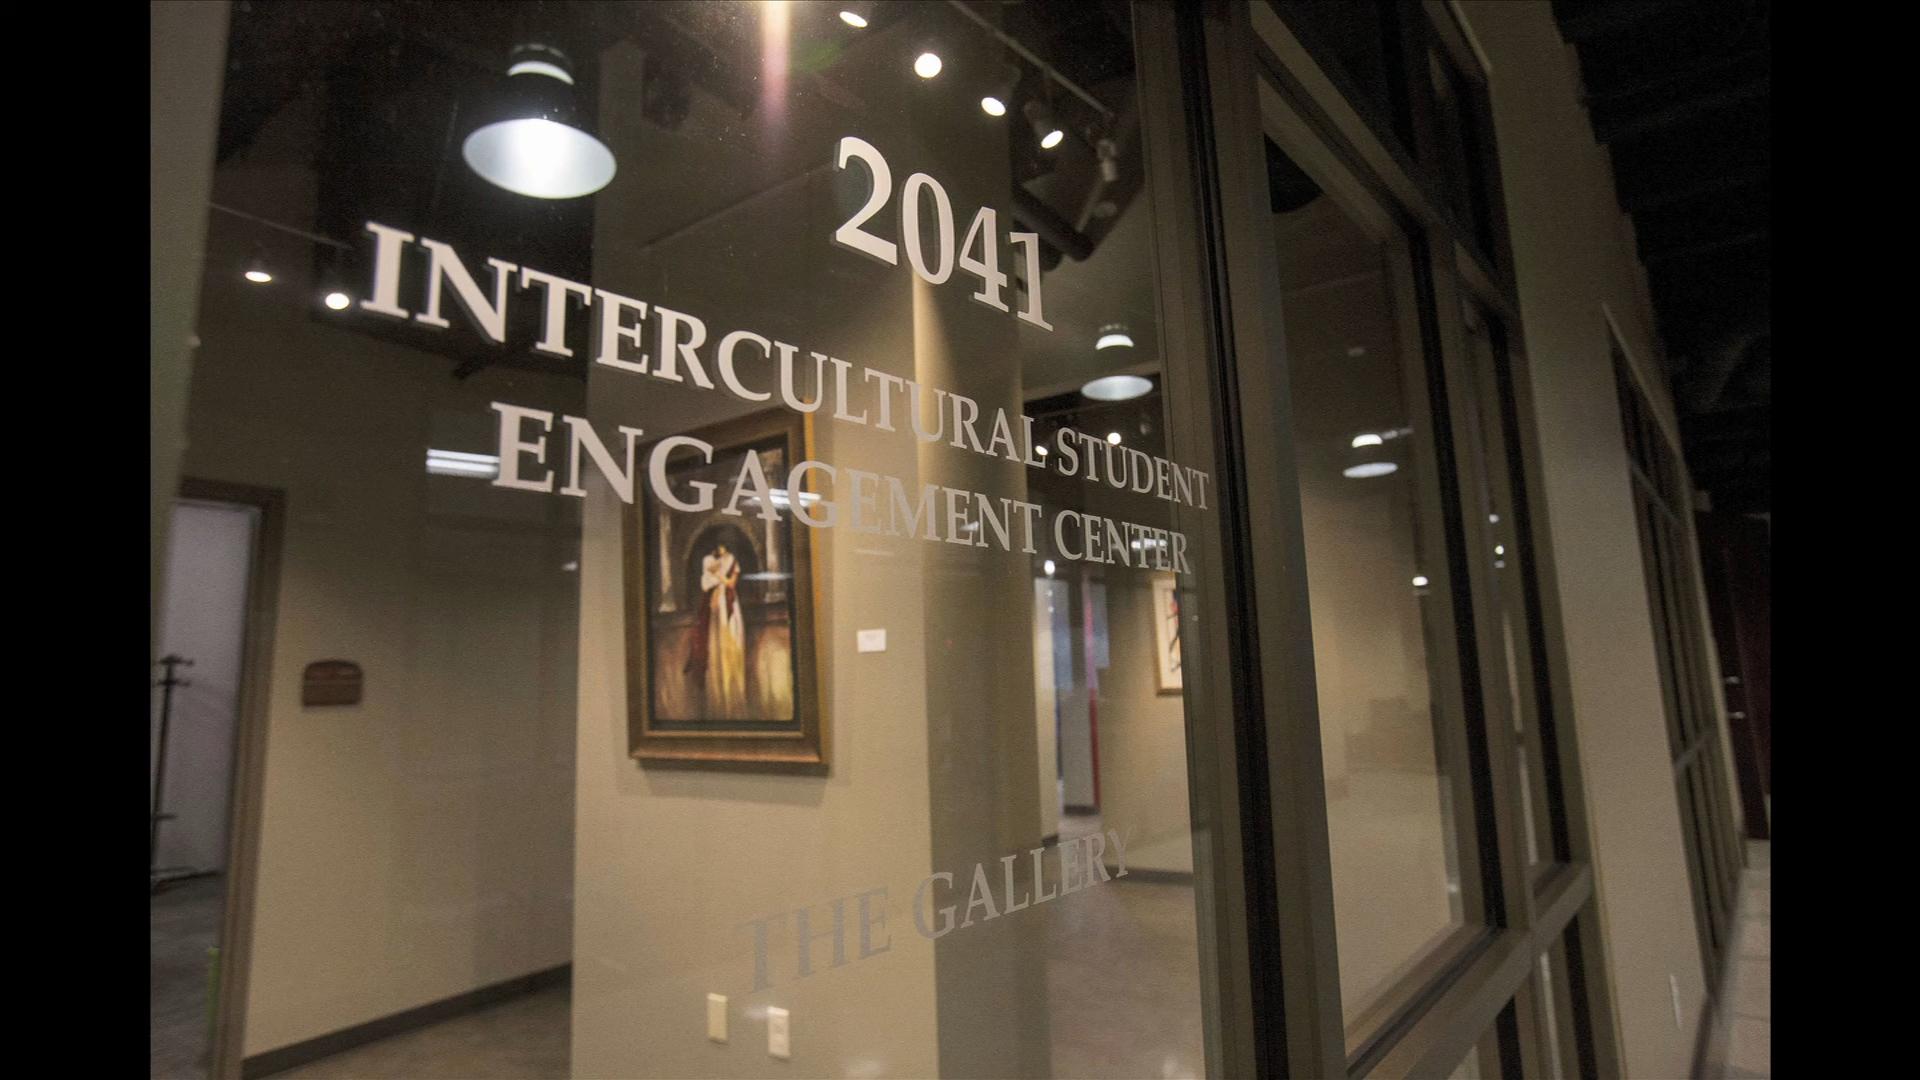 2041
INTERCULTURAL STUDENT
ENGAGEMENT CENTER
THE GALLERY